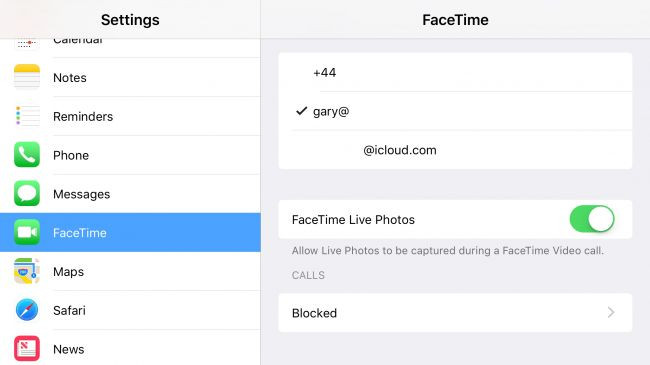 Settings
Calendar
Notes
Reminders
Phone
Messages
FaceTime
Maps
Safari
News
FaceTime
+44
gary@
@icloud.com
FaceTime Live Photos
Allow Live Photos to be captured during a FaceTime Video call.
CALLS
Blocked